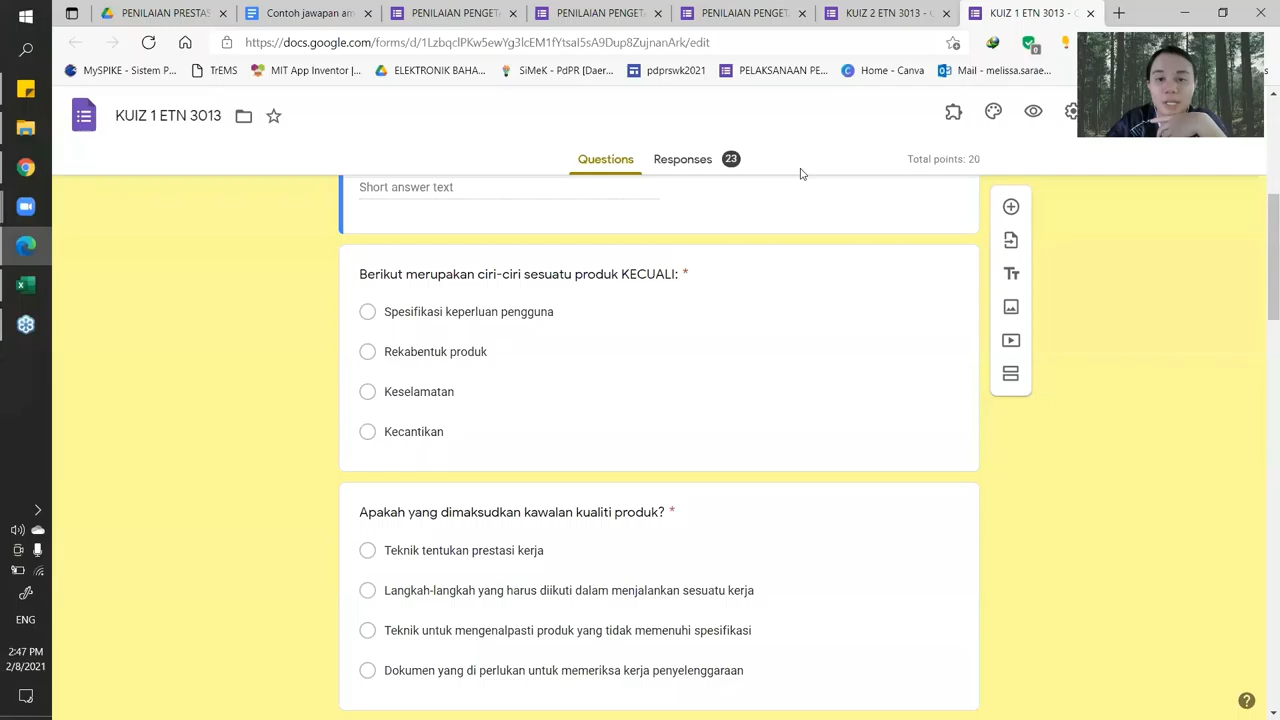 PENILAIAN PRESTAS
Contoh jawapan an
PENILAIAN PENGETA
PENILAIAN PENGET
PENILAIAN PENGET
KUIZ 2 ETN 3013 - G
KUIZ 1 ETN 3013 - G
https://docs.google.com/forms/d/1LzbqclPKw5ewYg3lcEM1fYtsaI5sA9Dup8ZujnanArk/edit
MySPIKE - Sistem P...
TrEMS
MIT App Inventor |...
ELEKTRONIK BAHA...
SiMeK - PdPR [Daer...
pdprswk2021
PELAKSANAAN PE...
Home - Canva
Mail - melissa.sarae...
KUIZ 1 ETN 3013
Questions
Responses 23
Total points: 20
Short answer text
Berikut merupakan ciri-ciri sesuatu produk KECUALI: *
Spesifikasi keperluan pengguna
Rekabentuk produk
Keselamatan
Kecantikan
Apakah yang dimaksudkan kawalan kualiti produk? *
Teknik tentukan prestasi kerja
Langkah-langkah yang harus diikuti dalam menjalankan sesuatu kerja
Teknik untuk mengenalpasti produk yang tidak memenuhi spesifikasi
Dokumen yang di perlukan untuk memeriksa kerja penyelenggaraan
ENG
2:47 PM
2/8/2021